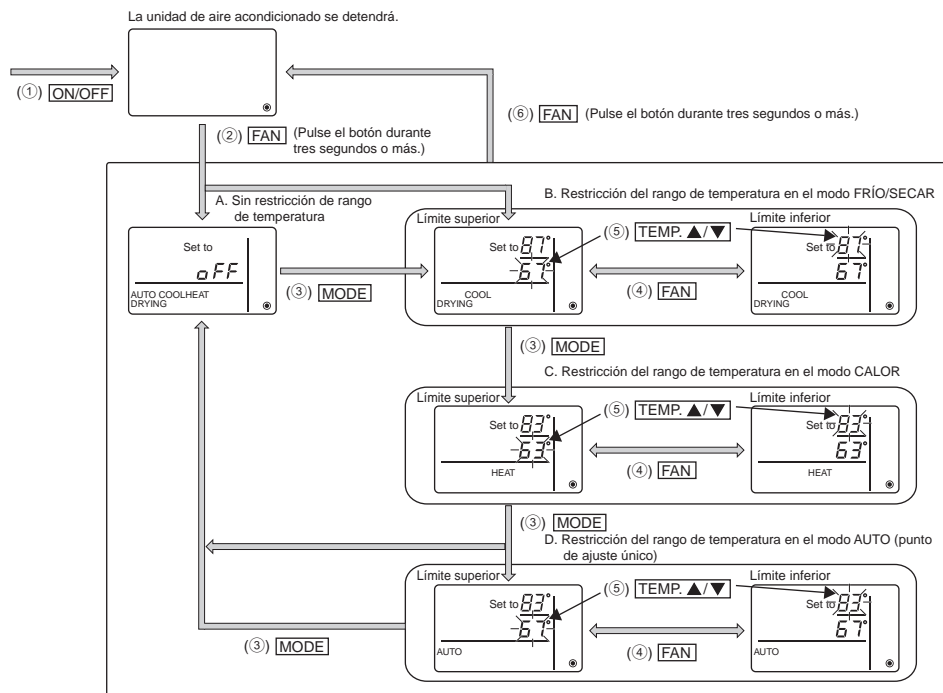 La unidad de aire acondicionado se detendrá.
(①) ON/OFF
(②) FAN (Pulse el botón durante
tres segundos o más.)
(⑥) FAN (Pulse el botón durante tres segundos o más.)
A. Sin restricción de rango
de temperatura
Set to
oFF
AUTO COOLHEAT
DRYING
(③) MODE
B. Restricción del rango de temperatura en el modo FRÍO/SECAR
Límite superior
Set to 87°
67°
COOL
DRYING
(⑤) TEMP. ▲/▼
(④) FAN
Límite inferior
Set to 87°
67°
COOL
DRYING
(③) MODE
C. Restricción del rango de temperatura en el modo CALOR
Límite superior
Set to 83°
63°
HEAT
(⑤) TEMP. ▲/▼
(④) FAN
Límite inferior
Set to 83°
63°
HEAT
(③) MODE
D. Restricción del rango de temperatura en el modo AUTO (punto
de ajuste único)
Límite superior
Set to 83°
67°
AUTO
(⑤) TEMP. ▲/▼
(④) FAN
Límite inferior
Set to 83°
67°
AUTO
(③) MODE